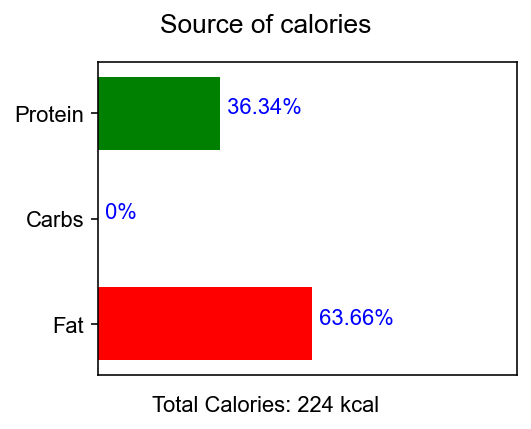 Source of calories
Protein
36.34%
Carbs
0%
Fat
63.66%
Total Calories: 224 kcal